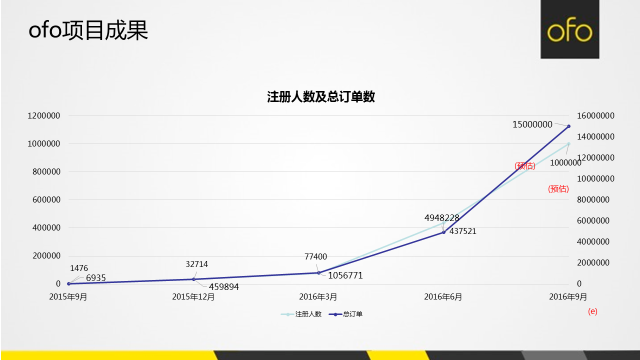 ofo项目成果
ofo
注册人数及总订单数
1200000
1000000
800000
600000
400000
200000
0
16000000
14000000
12000000
10000000
8000000
6000000
4000000
2000000
0
1476
6935
32714
459894
77400
1056771
4948228
437521
15000000
(预估)
1000000
(预估)
2015年9月
2015年12月
2016年3月
2016年6月
2016年9月
(e)
注册人数
总订单